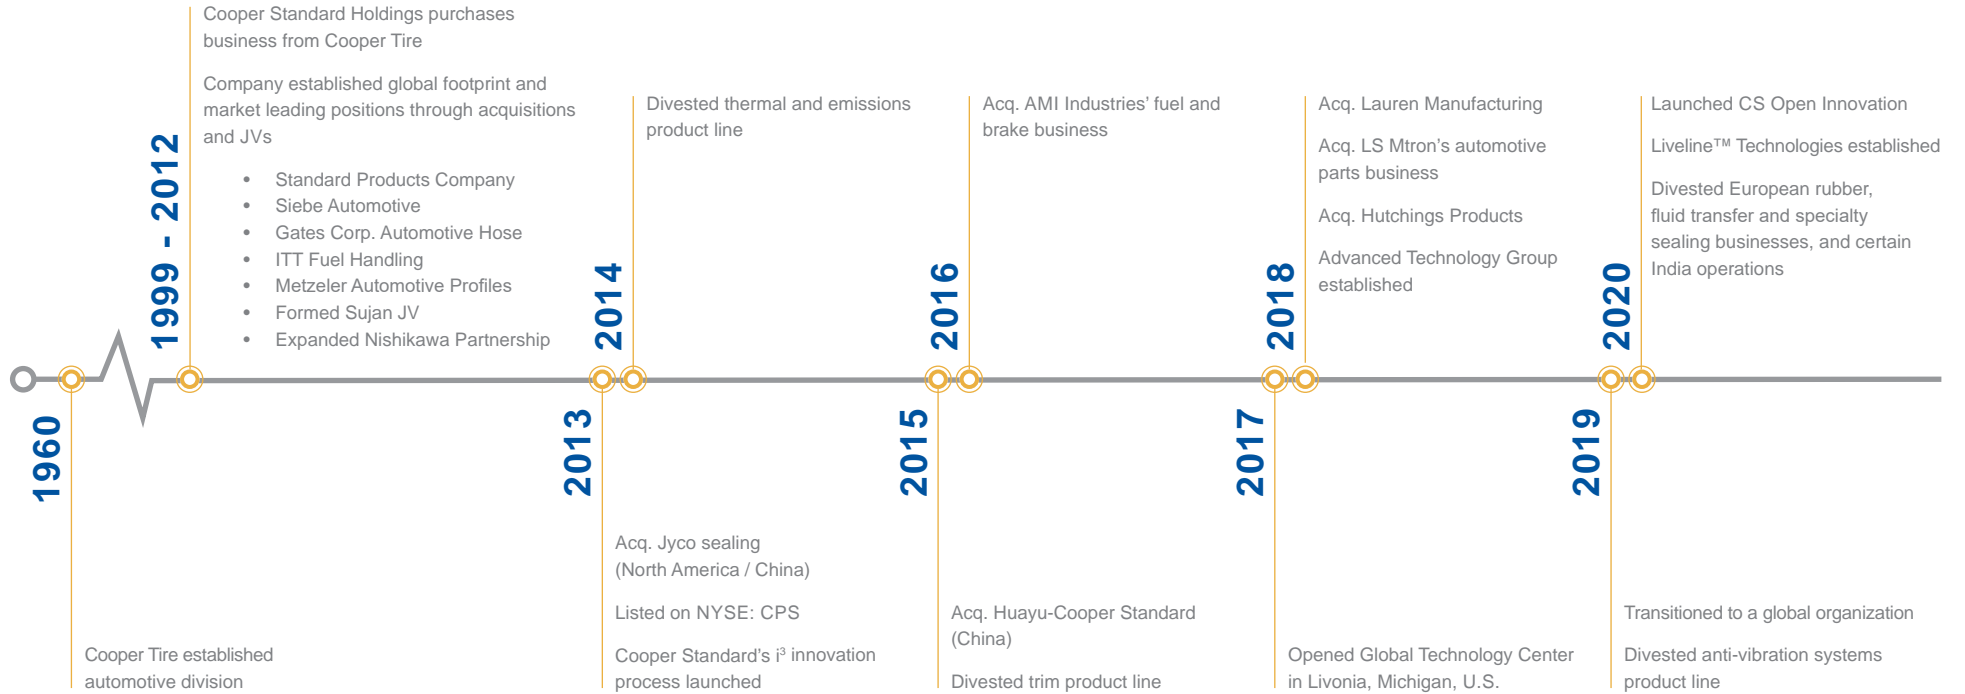 1960
Cooper Tire established
automotive division
1999 - 2012
Cooper Standard Holdings purchases
business from Cooper Tire
Company established global footprint and
market leading positions through acquisitions
and JVs
• Standard Products Company
• Siebe Automotive
• Gates Corp. Automotive Hose
• ITT Fuel Handling
• Metzeler Automotive Profiles
• Formed Sujan JV
• Expanded Nishikawa Partnership
2013
Acq. Jyco sealing
(North America / China)
Listed on NYSE: CPS
Cooper Standard’s i³ innovation
process launched
2014
Divested thermal and emissions
product line
2015
Acq. Huayu-Cooper Standard
(China)
Divested trim product line
2016
Acq. AMI Industries’ fuel and
brake business
2017
Opened Global Technology Center
in Livonia, Michigan, U.S.
2018
Acq. Lauren Manufacturing
Acq. LS Mtron’s automotive
parts business
Acq. Hutchings Products
Advanced Technology Group
established
2019
Transitioned to a global organization
Divested anti-vibration systems
product line
2020
Launched CS Open Innovation
Liveline™ Technologies established
Divested European rubber,
fluid transfer and specialty
sealing businesses, and certain
India operations